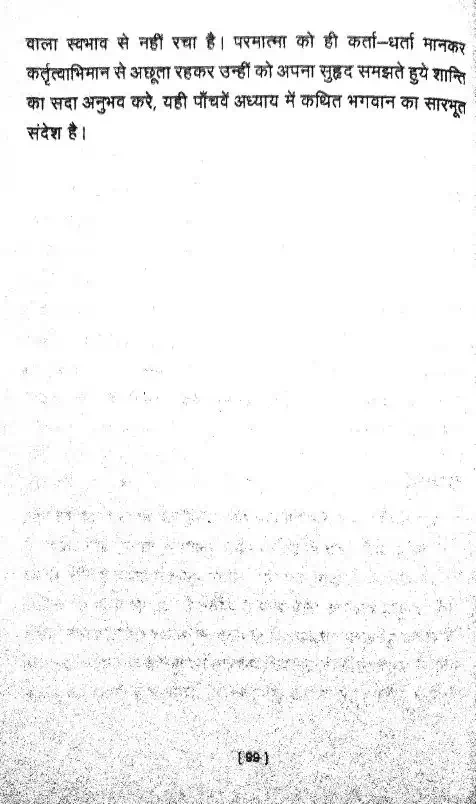 वाला स्वभाव से नहीं रचा है। परमात्मा को ही कर्ता–धर्ता मानकर
कर्तृत्वाभिमान से अछूता रहकर उन्हीं को अपना सुहृद समझते हुये शान्ति
का सदा अनुभव करे, यही पाँचवें अध्याय में कथित भगवान का सारभूत
संदेश है।
[ 99 ]